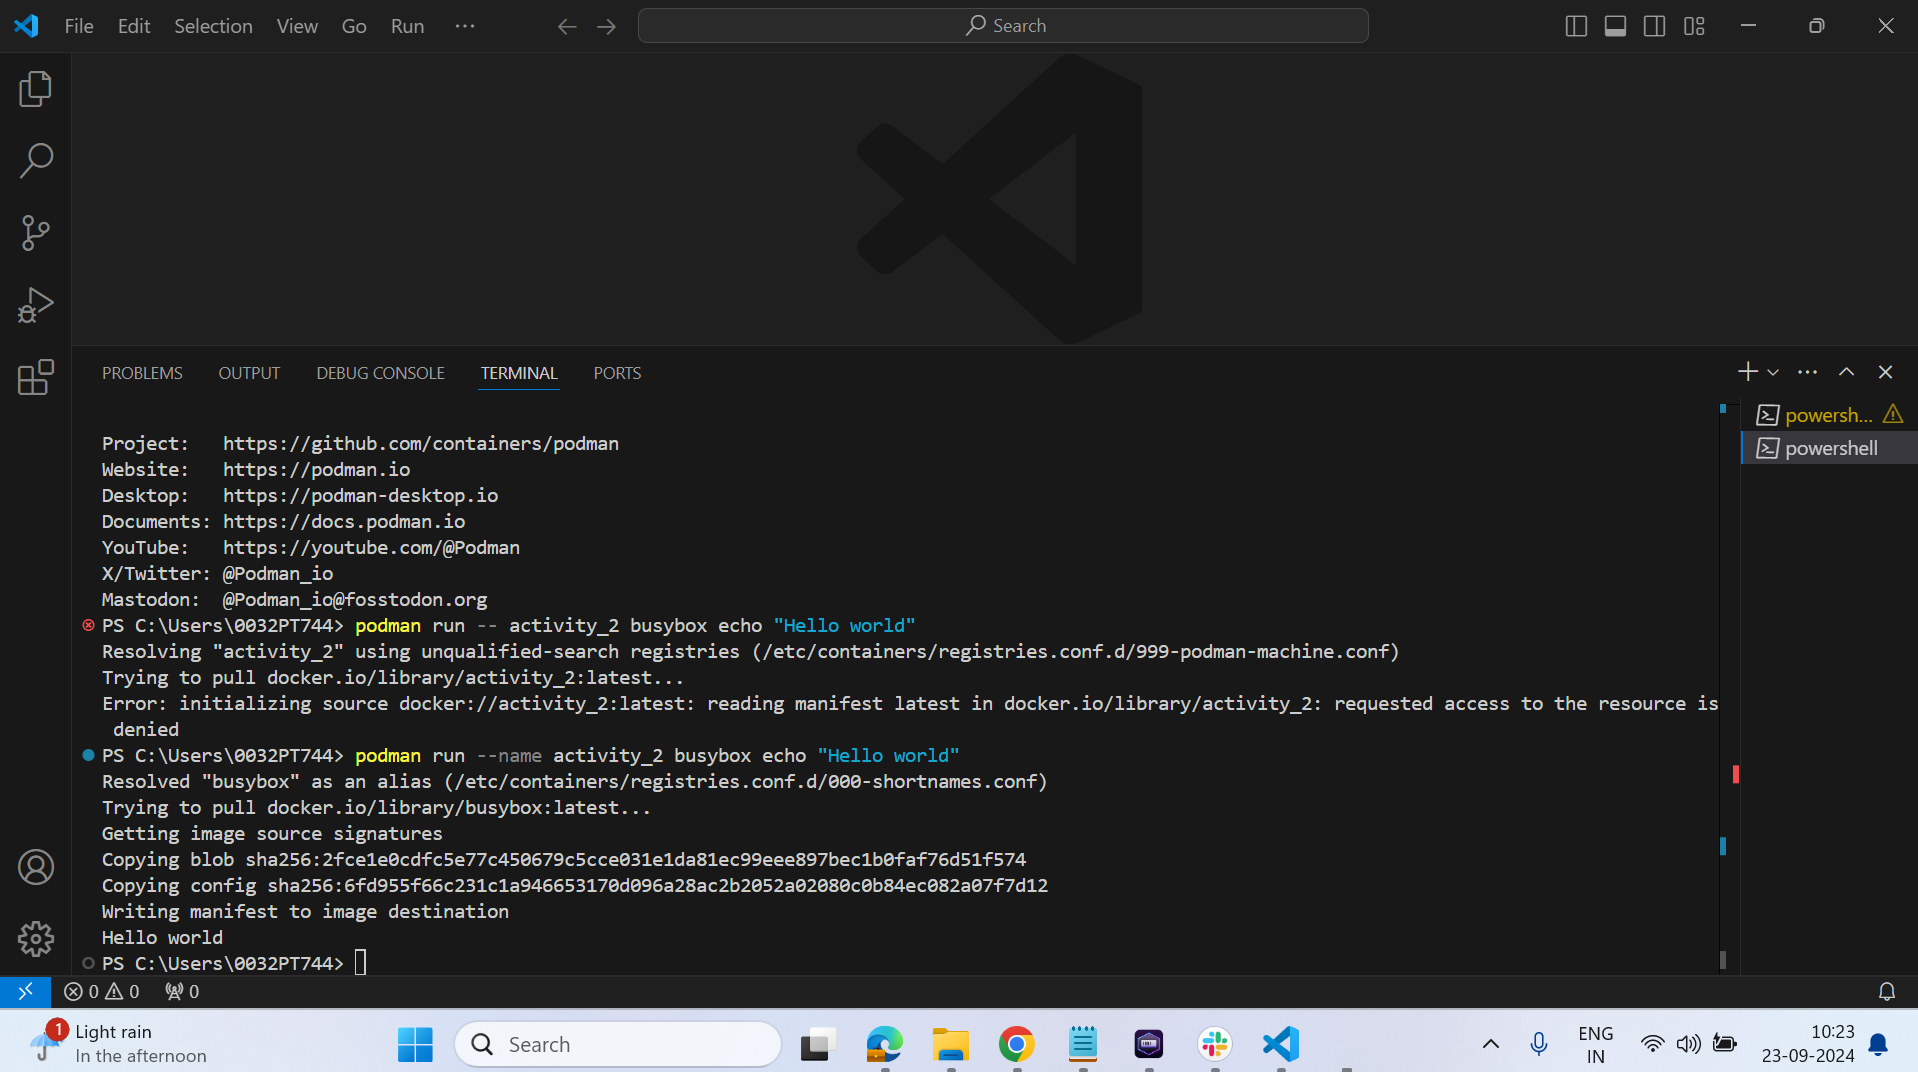 File Edit Selection View Go Run ···
Search
PROBLEMS OUTPUT DEBUG CONSOLE TERMINAL PORTS
powersh...
powershell
Project:   https://github.com/containers/podman
Website:   https://podman.io
Desktop:   https://podman-desktop.io
Documents: https://docs.podman.io
YouTube:   https://youtube.com/@Podman
X/Twitter: @Podman_io
Mastodon:  @Podman_io@fosstodon.org
PS C:\Users\0032PT744> podman run -- activity_2 busybox echo "Hello world"
Resolving "activity_2" using unqualified-search registries (/etc/containers/registries.conf.d/999-podman-machine.conf)
Trying to pull docker.io/library/activity_2:latest...
Error: initializing source docker://activity_2:latest: reading manifest latest in docker.io/library/activity_2: requested access to the resource is
 denied
PS C:\Users\0032PT744> podman run --name activity_2 busybox echo "Hello world"
Resolved "busybox" as an alias (/etc/containers/registries.conf.d/000-shortnames.conf)
Trying to pull docker.io/library/busybox:latest...
Getting image source signatures
Copying blob sha256:2fce1e0cdfc5e77c450679c5cce031e1da81ec99eee897bec1b0faf76d51f574
Copying config sha256:6fd955f66c231c1a946653170d096a28ac2b2052a02080c0b84ec082a07f7d12
Writing manifest to image destination
Hello world
PS C:\Users\0032PT744>
0 0 0
1
Light rain
In the afternoon
Search
ENG
IN
10:23
23-09-2024